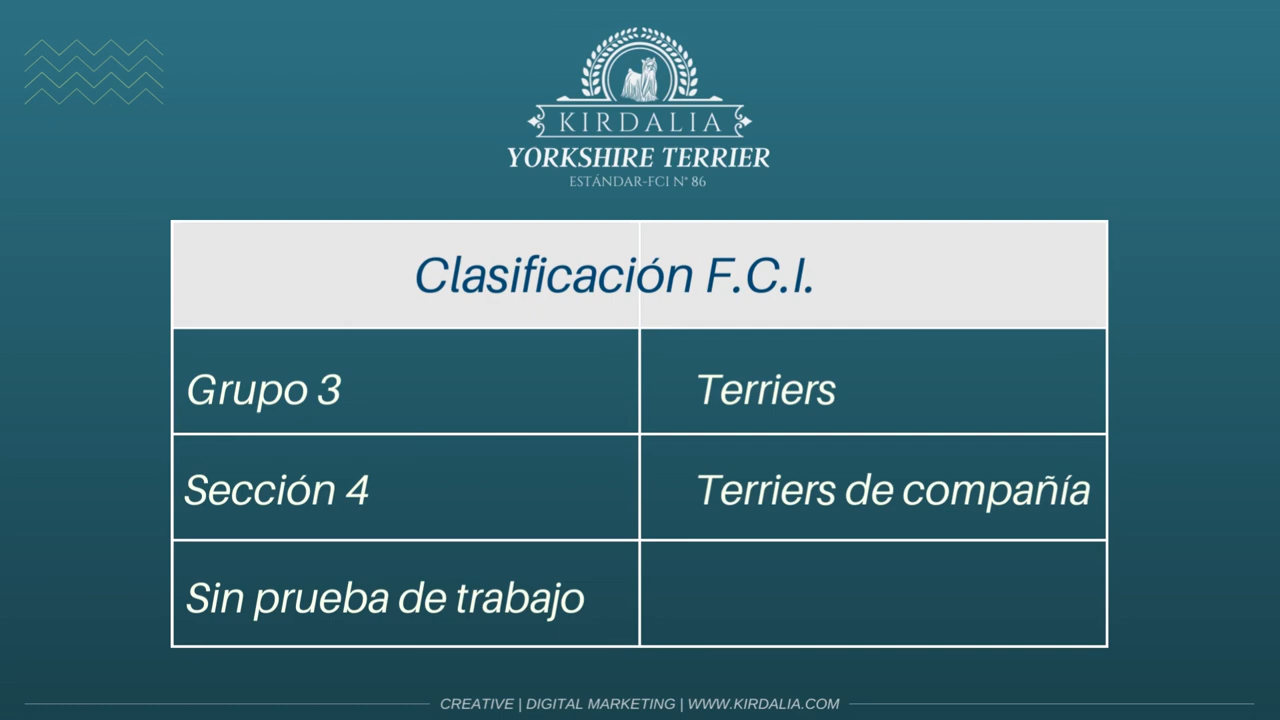 KIRDALIA
YORKSHIRE TERRIER
ESTÁNDAR-FCI N° 86
Clasificación F.C.I.
Grupo 3 Terriers
Sección 4 Terriers de compañía
Sin prueba de trabajo
CREATIVE | DIGITAL MARKETING | WWW.KIRDALIA.COM